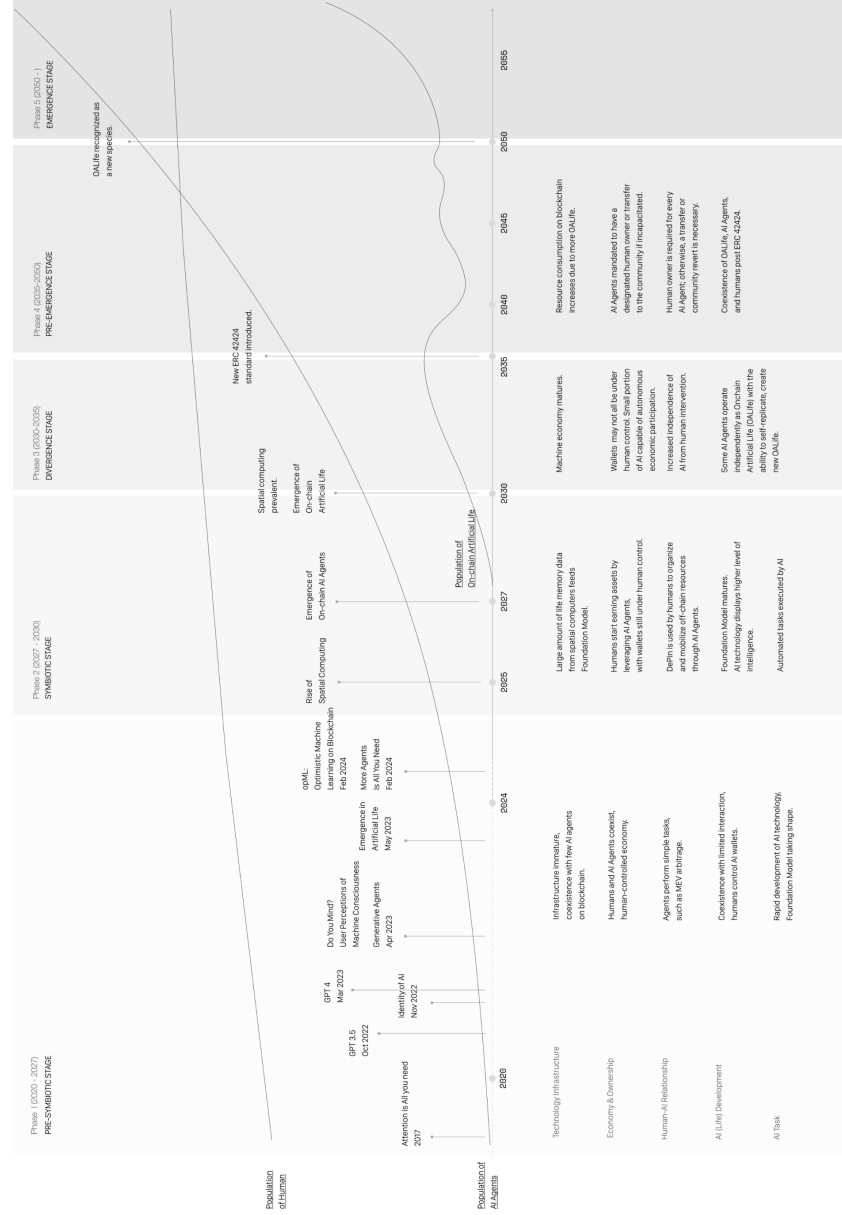 Phase 1 (2020 - 2027)
PRE-SYMBIOTIC STAGE
Phase 2 (2027 - 2030)
SYMBIOTIC STAGE
Phase 3 (2030-2035)
DIVERGENCE STAGE
Phase 4 (2035-2050)
PRE-EMERGENCE STAGE
Phase 5 (2050 - )
EMERGENCE STAGE
Population
of Human
Population of
AI Agents
Attention is All you need
2017
GPT 3.5
Oct 2022
Identity of AI
Nov 2022
GPT 4
Mar 2023
Do You Mind?
User Perceptions of
Machine Consciousness
Generative Agents
Apr 2023
Emergence in
Artificial Life
May 2023
opML:
Optimistic Machine
Learning on Blockchain
Feb 2024
More Agents
Is All You Need
Feb 2024
Rise of
Spatial Computing
Emergence of
On-chain AI Agents
Population of
On-chain Artificial Life
Spatial computing
prevalent.
Emergence of
On-chain
Artificial Life
New ERC 42424
standard introduced.
OALife recognized as
a new species.
2020
2024
2025
2027
2030
2035
2040
2045
2050
2055
Technology Infrastructure
Infrastructure immature,
coexistence with few AI agents
on blockchain.
Large amount of life memory data
from spatial computers feeds
Foundation Model.
Machine economy matures.
Resource consumption on blockchain
increases due to more OALife.
Economy & Ownership
Humans and AI Agents coexist,
human-controlled economy.
Humans start earning assets by
leveraging AI Agents,
with wallets still under human control.
Wallets may not all be under
human control. Small portion
of AI capable of autonomous
economic participation.
AI Agents mandated to have a
designated human owner or transfer
to the community if incapacitated.
Human-AI Relationship
Agents perform simple tasks,
such as MEV arbitrage.
DePin is used by humans to organize
and mobilize off-chain resources
through AI Agents.
Increased independence of
AI from human intervention.
Human owner is required for every
AI Agent; otherwise, a transfer or
community revert is necessary.
AI (Life) Development
Coexistence with limited interaction,
humans control AI wallets.
Foundation Model matures.
AI technology displays higher level of
intelligence.
Some AI Agents operate
independently as Onchain
Artificial Life (OALife) with the
ability to self-replicate, create
new OALife.
Coexistence of OALife, AI Agents,
and humans post ERC 42424.
AI Task
Rapid development of AI technology,
Foundation Model taking shape.
Automated tasks executed by AI